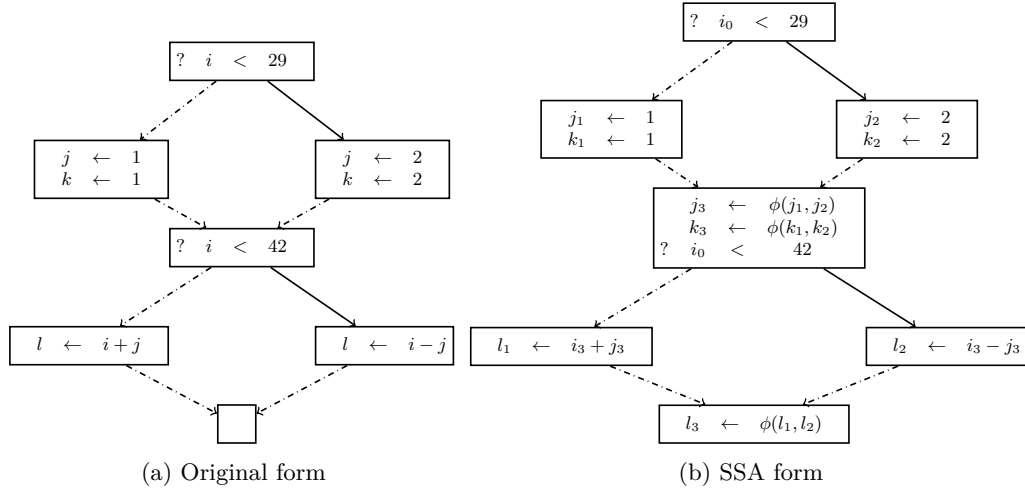 ? i < 29
j ← 1
k ← 1
j ← 2
k ← 2
? i < 42
l ← i + j
l ← i − j
(a) Original form
? i₀ < 29
j₁ ← 1
k₁ ← 1
j₂ ← 2
k₂ ← 2
j₃ ← ϕ(j₁, j₂)
k₃ ← ϕ(k₁, k₂)
? i₀ < 42
l₁ ← i₃ + j₃
l₂ ← i₃ − j₃
l₃ ← ϕ(l₁, l₂)
(b) SSA form